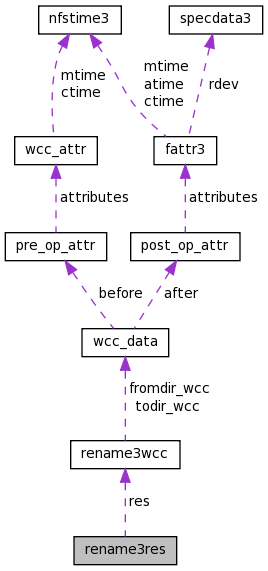 nfstime3
specdata3
mtime
ctime
mtime
atime
ctime
rdev
wcc_attr
fattr3
attributes
attributes
pre_op_attr
post_op_attr
before
after
wcc_data
fromdir_wcc
todir_wcc
rename3wcc
res
rename3res